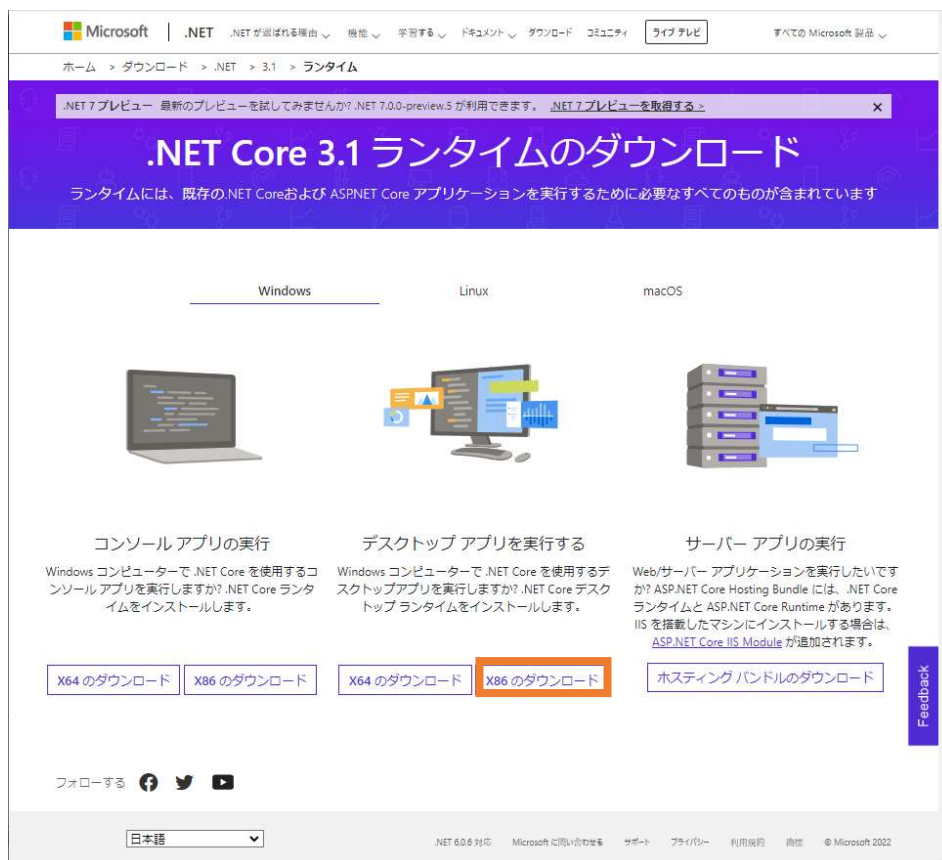 Microsoft | .NET .NET が選ばれる理由 機能 学習する ドキュメント ダウンロード コミュニティ ライブ テレビ すべての Microsoft 製品
ホーム > ダウンロード > .NET > 3.1 > ランタイム
.NET 7 プレビュー 最新のプレビューを試してみませんか? .NET 7.0.0-preview.5 が利用できます。 .NET 7 プレビューを取得する > ×
.NET Core 3.1 ランタイムのダウンロード
ランタイムには、既存の.NET Coreおよび ASP.NET Core アプリケーションを実行するために必要なすべてのものが含まれています
Windows Linux macOS
コンソール アプリの実行
Windows コンピューターで .NET Core を使用するコ
ンソール アプリを実行しますか? .NET Core ランタ
イムをインストールします。
X64 のダウンロード X86 のダウンロード
デスクトップ アプリを実行する
Windows コンピューターで .NET Core を使用するデ
スクトップアプリを実行しますか? .NET Core デスク
トップ ランタイムをインストールします。
X64 のダウンロード X86 のダウンロード
サーバー アプリの実行
Web/サーバー アプリケーションを実行したいです
か? ASP.NET Core Hosting Bundle には、.NET Core
ランタイムと ASP.NET Core Runtime があります。
IIS を搭載したマシンにインストールする場合は、
ASP.NET Core IIS Module が追加されます。
ホスティング バンドルのダウンロード
Feedback
フォローする
日本語
.NET 6.0.6 対応 Microsoft に問い合わせる サポート プライバシー 利用規約 商標 © Microsoft 2022